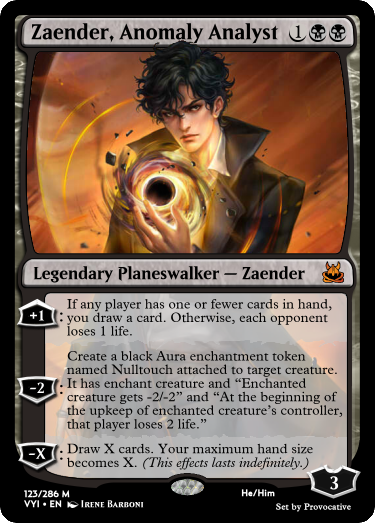 Zaender, Anomaly Analyst 1
Legendary Planeswalker — Zaender
+1: If any player has one or fewer cards in hand,
you draw a card. Otherwise, each opponent
loses 1 life.
Create a black Aura enchantment token
named Nulltouch attached to target creature.
-2: It has enchant creature and “Enchanted
creature gets -2/-2” and “At the beginning of
the upkeep of enchanted creature’s controller,
that player loses 2 life.”
-X: Draw X cards. Your maximum hand size
becomes X. (This effects lasts indefinitely.)
3
123/286 M
VYI • EN Irene Barboni
He/Him
Set by Provocative